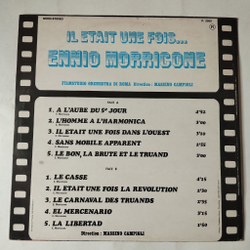 IL ETAIT UNE FOIS...
ENNIO MORRICONE
FILMSTUDIO ORCHESTRA DI ROMA Direction : MASSIMO CAMPIGLI
FACE A
1 A L'AURE DU 5e JOUR
2 L'HOMME A L'HARMONICA
3 IL ETAIT UNE FOIS DANS L'OUEST
4 SANS MOBILE APPARENT
5 LE BON, LA BRUTE ET LE TRUAND
FACE B
1 LE CASSE
2 IL ETAIT UNE FOIS LA REVOLUTION
3 LE CARNAVAL DES TRUANDS
4 EL MERCENARIO
5 LA LIBERTAD
Direction : MASSIMO CAMPIGLI